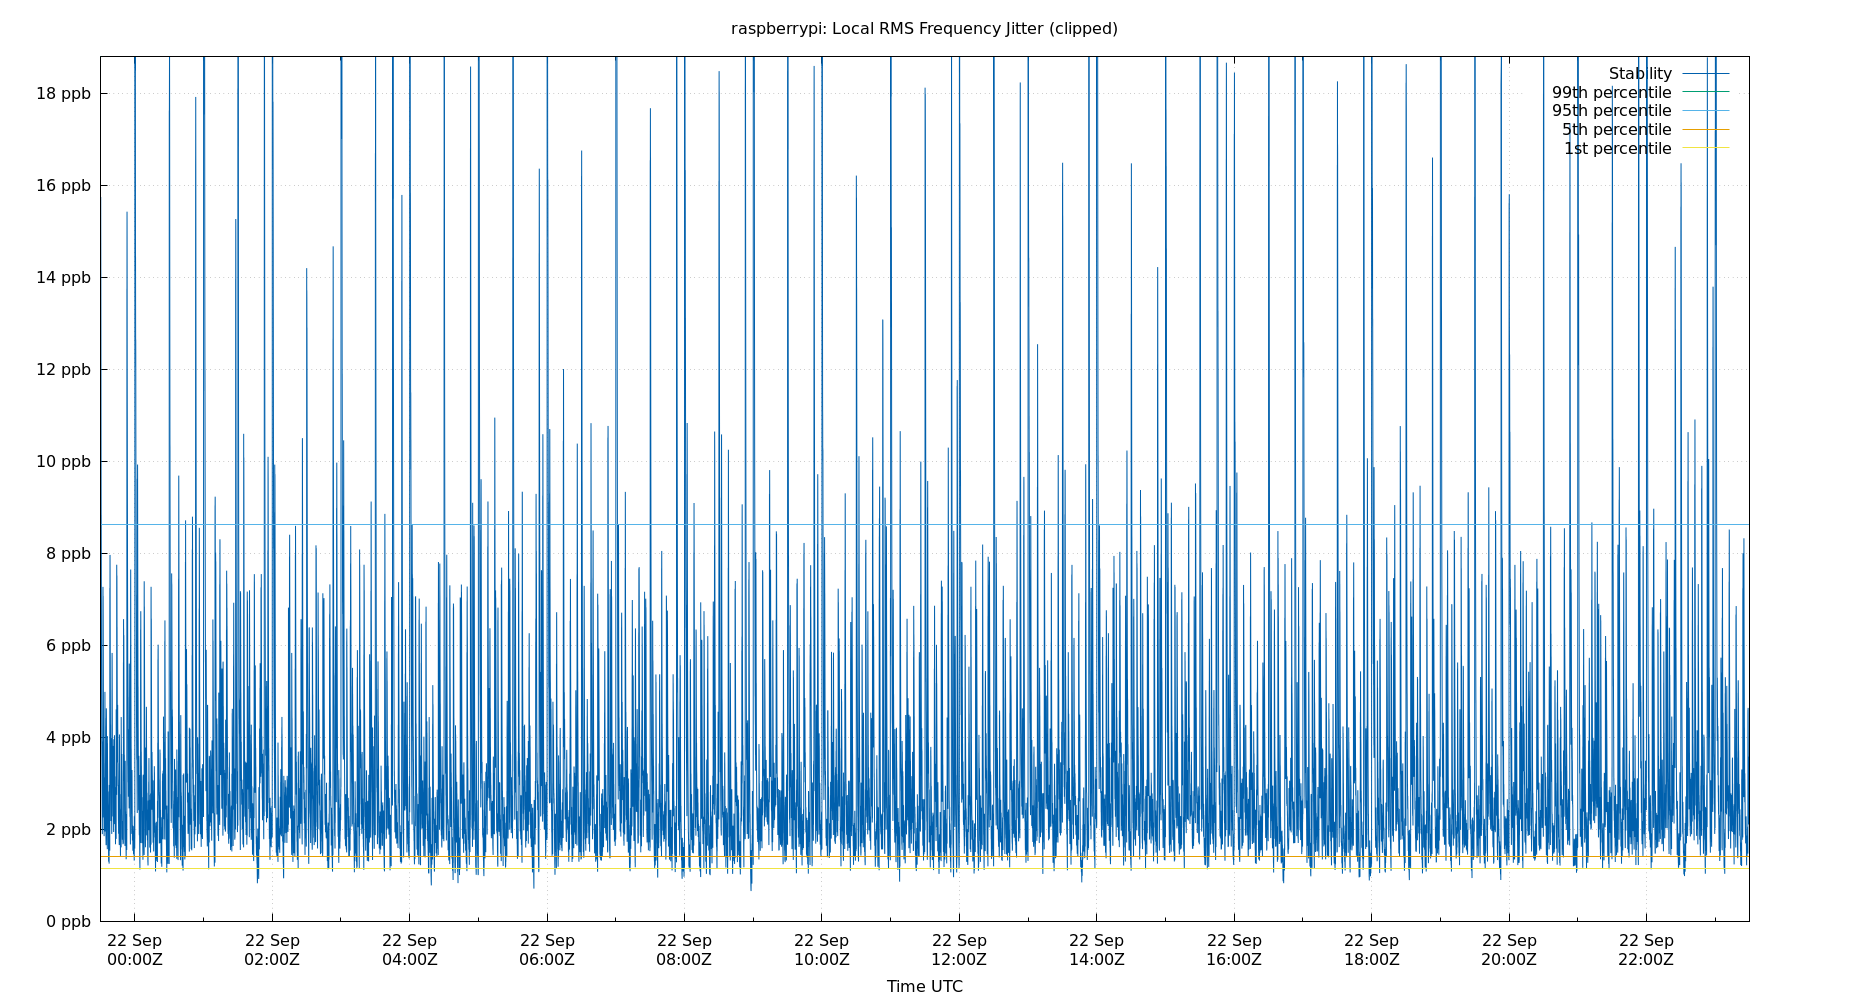 raspberrypi: Local RMS Frequency Jitter (clipped)
Stability
99th percentile
95th percentile
5th percentile
1st percentile
18 ppb
16 ppb
14 ppb
12 ppb
10 ppb
8 ppb
6 ppb
4 ppb
2 ppb
0 ppb
22 Sep 22 Sep 22 Sep 22 Sep 22 Sep 22 Sep 22 Sep 22 Sep 22 Sep 22 Sep 22 Sep 22 Sep
00:00Z 02:00Z 04:00Z 06:00Z 08:00Z 10:00Z 12:00Z 14:00Z 16:00Z 18:00Z 20:00Z 22:00Z
Time UTC